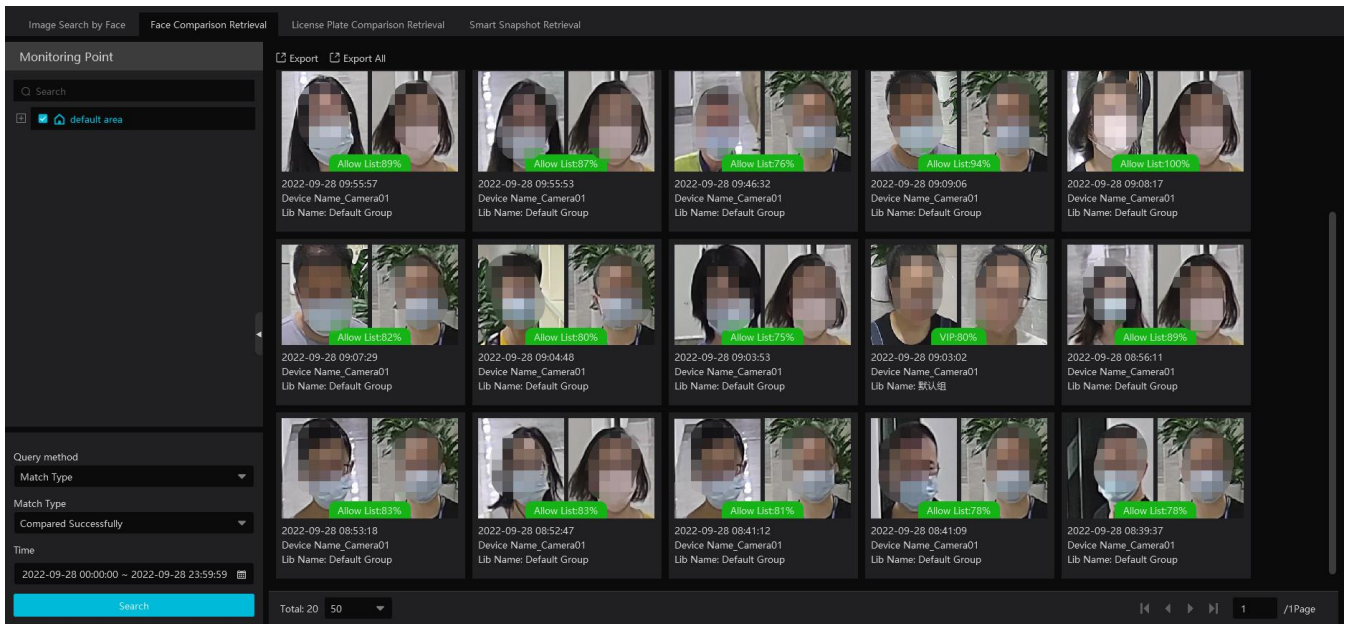 Image Search by Face
Face Comparison Retrieval
License Plate Comparison Retrieval
Smart Snapshot Retrieval
Monitoring Point
Search
default area
Query method
Match Type
Match Type
Compared Successfully
Time
2022-09-28 00:00:00 ~ 2022-09-28 23:59:59
Search
Export
Export All
Allow List:89%
2022-09-28 09:55:57
Device Name_Camera01
Lib Name: Default Group
Allow List:87%
2022-09-28 09:55:53
Device Name_Camera01
Lib Name: Default Group
Allow List:76%
2022-09-28 09:46:32
Device Name_Camera01
Lib Name: Default Group
Allow List:94%
2022-09-28 09:09:06
Device Name_Camera01
Lib Name: Default Group
Allow List:100%
2022-09-28 09:08:17
Device Name_Camera01
Lib Name: Default Group
Allow List:82%
2022-09-28 09:07:29
Device Name_Camera01
Lib Name: Default Group
Allow List:80%
2022-09-28 09:04:48
Device Name_Camera01
Lib Name: Default Group
Allow List:75%
2022-09-28 09:03:53
Device Name_Camera01
Lib Name: Default Group
VIP:80%
2022-09-28 09:03:02
Device Name_Camera01
Lib Name: 默认组
Allow List:89%
2022-09-28 08:56:11
Device Name_Camera01
Lib Name: Default Group
Allow List:83%
2022-09-28 08:53:18
Device Name_Camera01
Lib Name: Default Group
Allow List:83%
2022-09-28 08:52:47
Device Name_Camera01
Lib Name: Default Group
Allow List:81%
2022-09-28 08:41:12
Device Name_Camera01
Lib Name: Default Group
Allow List:78%
2022-09-28 08:41:09
Device Name_Camera01
Lib Name: Default Group
Allow List:78%
2022-09-28 08:39:37
Device Name_Camera01
Lib Name: Default Group
Total: 20
50
1
/1Page